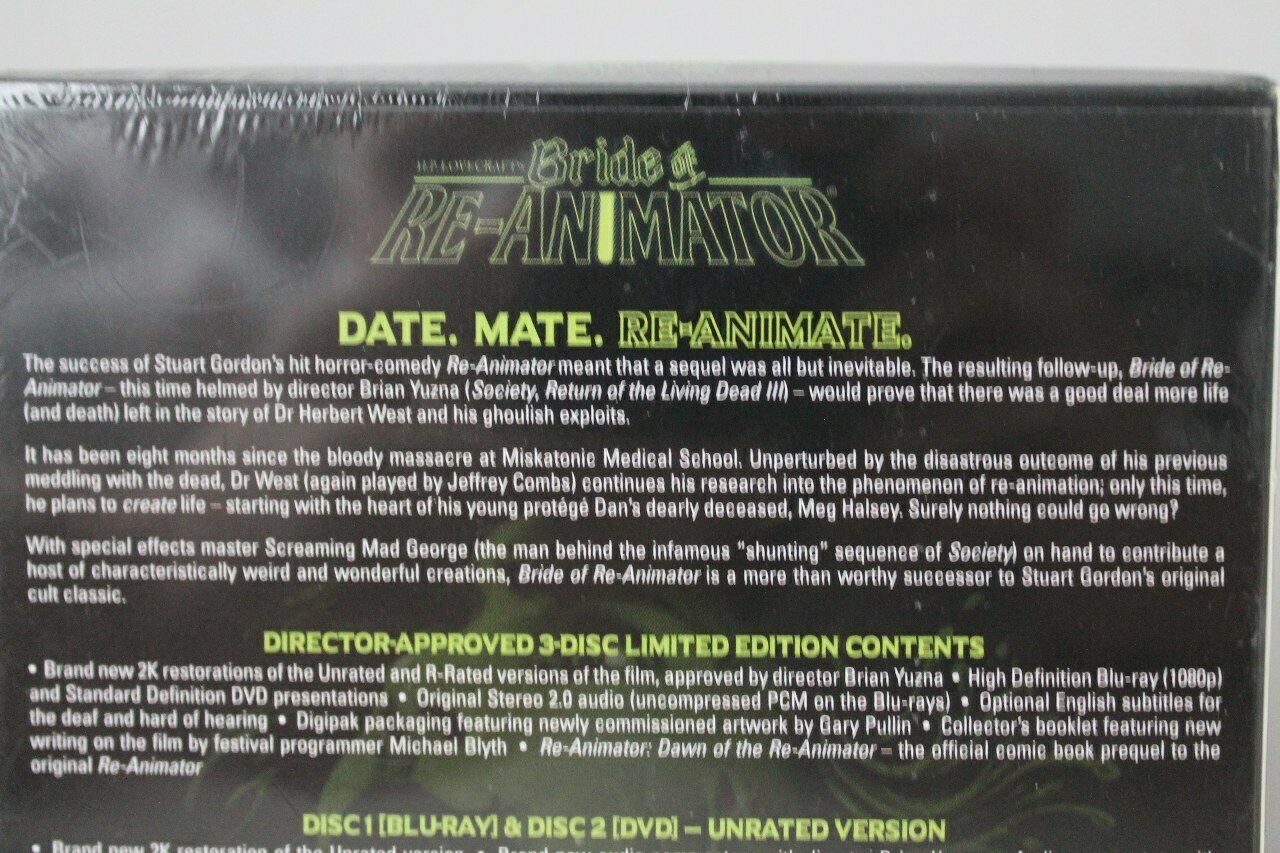 H.P. LOVECRAFT'S Bride of
RE-ANIMATOR
DATE. MATE. RE-ANIMATE.
The success of Stuart Gordon's hit horror-comedy Re-Animator meant that a sequel was all but inevitable. The resulting follow-up, Bride of Re-
Animator – this time helmed by director Brian Yuzna (Society, Return of the Living Dead III) – would prove that there was a good deal more life
(and death) left in the story of Dr Herbert West and his ghoulish exploits.
It has been eight months since the bloody massacre at Miskatonic Medical School. Unperturbed by the disastrous outcome of his previous
meddling with the dead, Dr West (again played by Jeffrey Combs) continues his research into the phenomenon of re-animation; only this time,
he plans to create life – starting with the heart of his young protégé Dan's dearly deceased, Meg Halsey. Surely nothing could go wrong?
With special effects master Screaming Mad George (the man behind the infamous "shunting" sequence of Society) on hand to contribute a
host of characteristically weird and wonderful creations, Bride of Re-Animator is a more than worthy successor to Stuart Gordon's original
cult classic.
DIRECTOR-APPROVED 3-DISC LIMITED EDITION CONTENTS
• Brand new 2K restorations of the Unrated and R-Rated versions of the film, approved by director Brian Yuzna • High Definition Blu-ray (1080p)
and Standard Definition DVD presentations • Original Stereo 2.0 audio (uncompressed PCM on the Blu-rays) • Optional English subtitles for
the deaf and hard of hearing • Digipak packaging featuring newly commissioned artwork by Gary Pullin • Collector's booklet featuring new
writing on the film by festival programmer Michael Blyth • Re-Animator: Dawn of the Re-Animator – the official comic book prequel to the
original Re-Animator
DISC 1 [BLU-RAY] & DISC 2 [DVD] – UNRATED VERSION
• Brand new 2K restoration of the Unrated version • Brand new audio